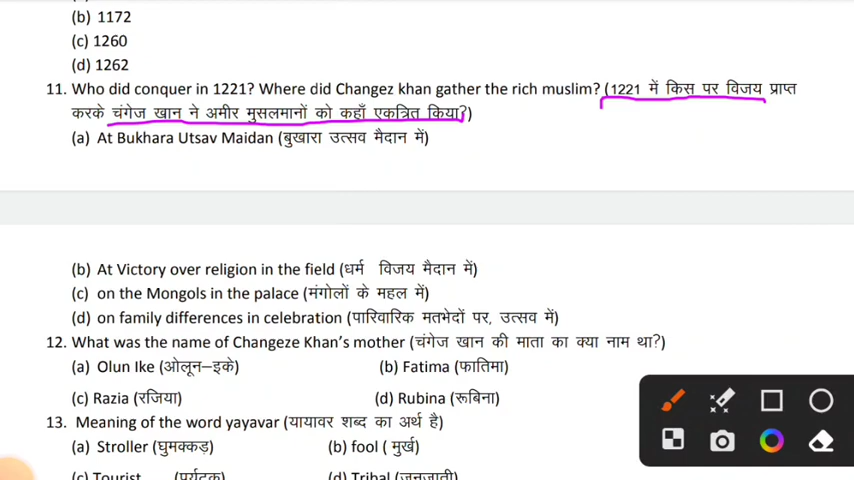 (b) 1172
(c) 1260
(d) 1262
11. Who did conquer in 1221? Where did Changez khan gather the rich muslim? (1221 में किस पर विजय प्राप्त
करके चंगेज खान ने अमीर मुसलमानों को कहाँ एकत्रित किया?)
(a) At Bukhara Utsav Maidan (बुखारा उत्सव मैदान में)
(b) At Victory over religion in the field (धर्म विजय मैदान में)
(c) on the Mongols in the palace (मंगोलों के महल में)
(d) on family differences in celebration (पारिवारिक मतभेदों पर, उत्सव में)
12. What was the name of Changeze Khan's mother (चंगेज खान की माता का क्या नाम था?)
(a) Olun Ike (ओलून–इके) (b) Fatima (फातिमा)
(c) Razia (रजिया) (d) Rubina (रूबिना)
13. Meaning of the word yayavar (यायावर शब्द का अर्थ है)
(a) Stroller (घुमक्कड़) (b) fool ( मुर्ख)
(c) Tourist (पर्यटक) (d) Tribal (जनजाती)